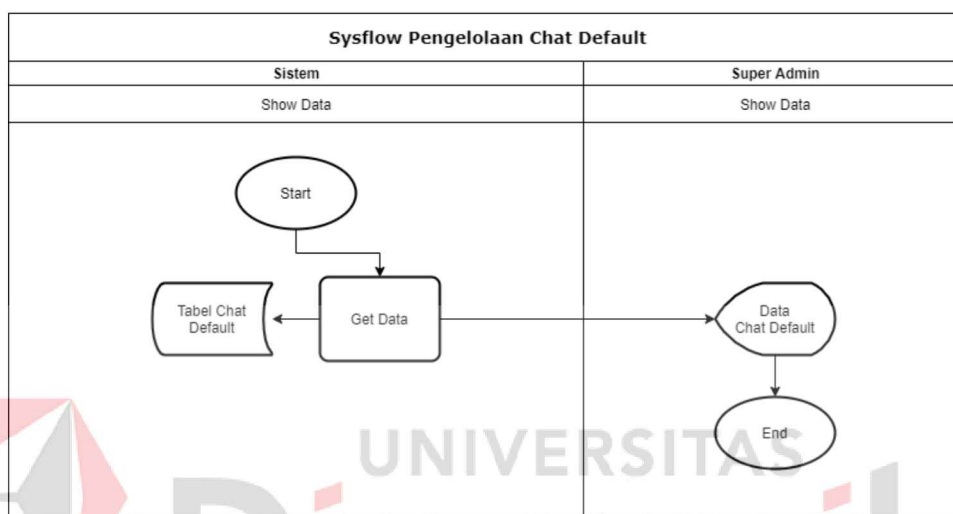 Sysflow Pengelolaan Chat Default
Sistem
Super Admin
Show Data
Show Data
Start
Tabel Chat
Default
Get Data
Data
Chat Default
End
UNIVERSITAS